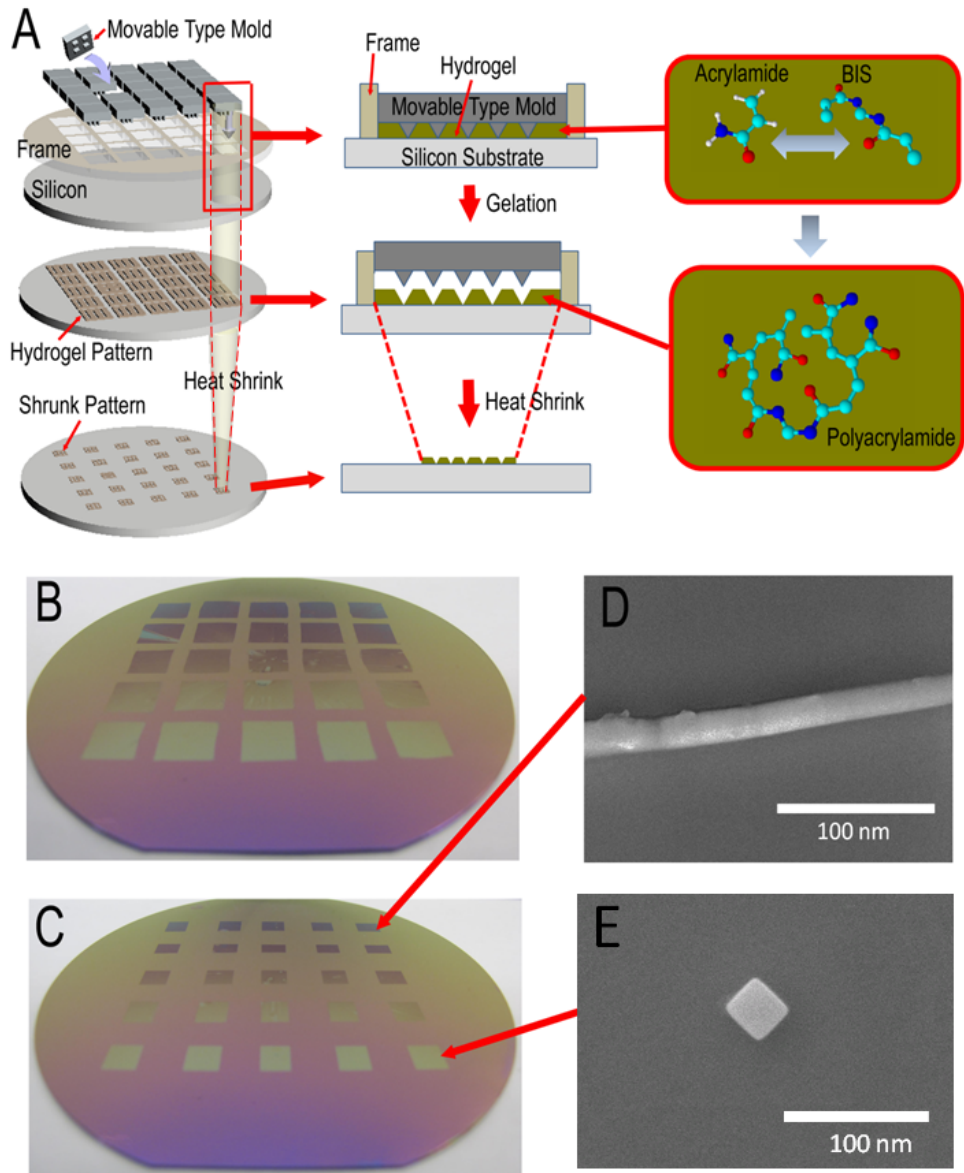 A
Movable Type Mold
Frame
Silicon
Hydrogel Pattern
Heat Shrink
Shrunk Pattern
Frame
Hydrogel
Movable Type Mold
Silicon Substrate
Gelation
Heat Shrink
Acrylamide
BIS
Polyacrylamide
B
D
100 nm
C
E
100 nm